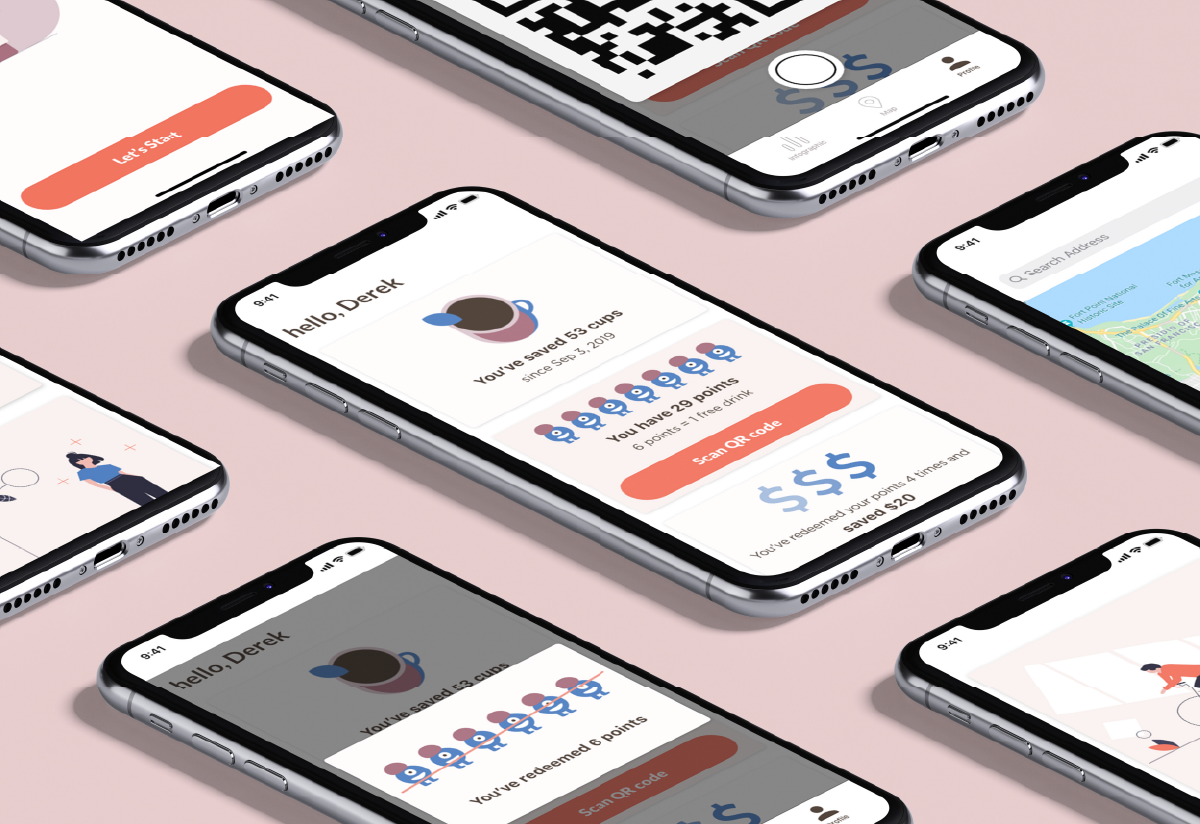 Let's Start
Scan QR code
Infographic
Map
Profile
9:41
hello, Derek
You've saved 53 cups
since Sep 3, 2019
You have 29 points
6 points = 1 free drink
Scan QR code
$$$
You've redeemed your points 4 times and
saved $20
9:41
Search Address
Fort Point National
Historic Site
9:41
hello, Derek
You've saved 53 cups
You've redeemed 6 points
Scan QR code
Profile
9:41